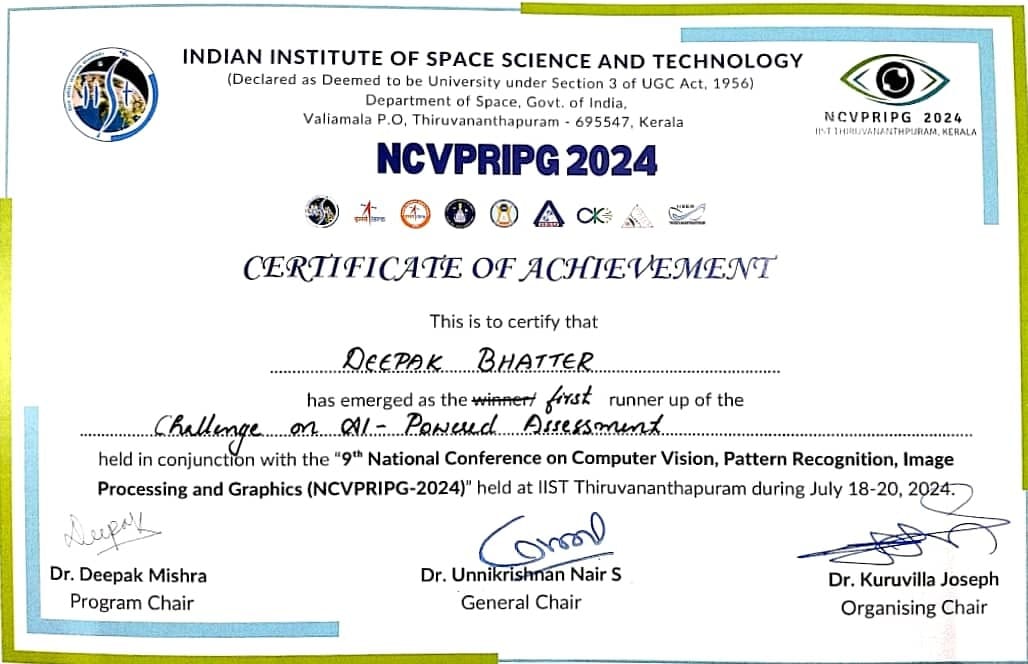 INDIAN INSTITUTE OF SPACE SCIENCE AND TECHNOLOGY
(Declared as Deemed to be University under Section 3 of UGC Act, 1956)
Department of Space, Govt. of India,
Valiamala P.O, Thiruvananthapuram - 695547, Kerala
NCVPRIPG 2024
IIST THIRUVANANTHPURAM, KERALA
NCVPRIPG 2024
CERTIFICATE OF ACHIEVEMENT
This is to certify that
DEEPAK BHATTER
has emerged as the winner/ first runner up of the
Challenge on AI- Powered Assessment
held in conjunction with the "9th National Conference on Computer Vision, Pattern Recognition, Image
Processing and Graphics (NCVPRIPG-2024)" held at IIST Thiruvananthapuram during July 18-20, 2024.
Deepak
Dr. Deepak Mishra
Program Chair
Dr. Unnikrishnan Nair S
General Chair
Dr. Kuruvilla Joseph
Organising Chair